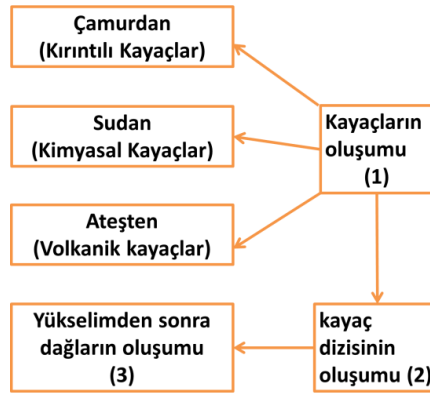 Çamurdan
(Kırıntılı Kayaçlar)
Sudan
(Kimyasal Kayaçlar)
Ateşten
(Volkanik kayaçlar)
Kayaçların
oluşumu
(1)
Yükselimden sonra
dağların oluşumu
(3)
kayaç
dizisinin
oluşumu (2)